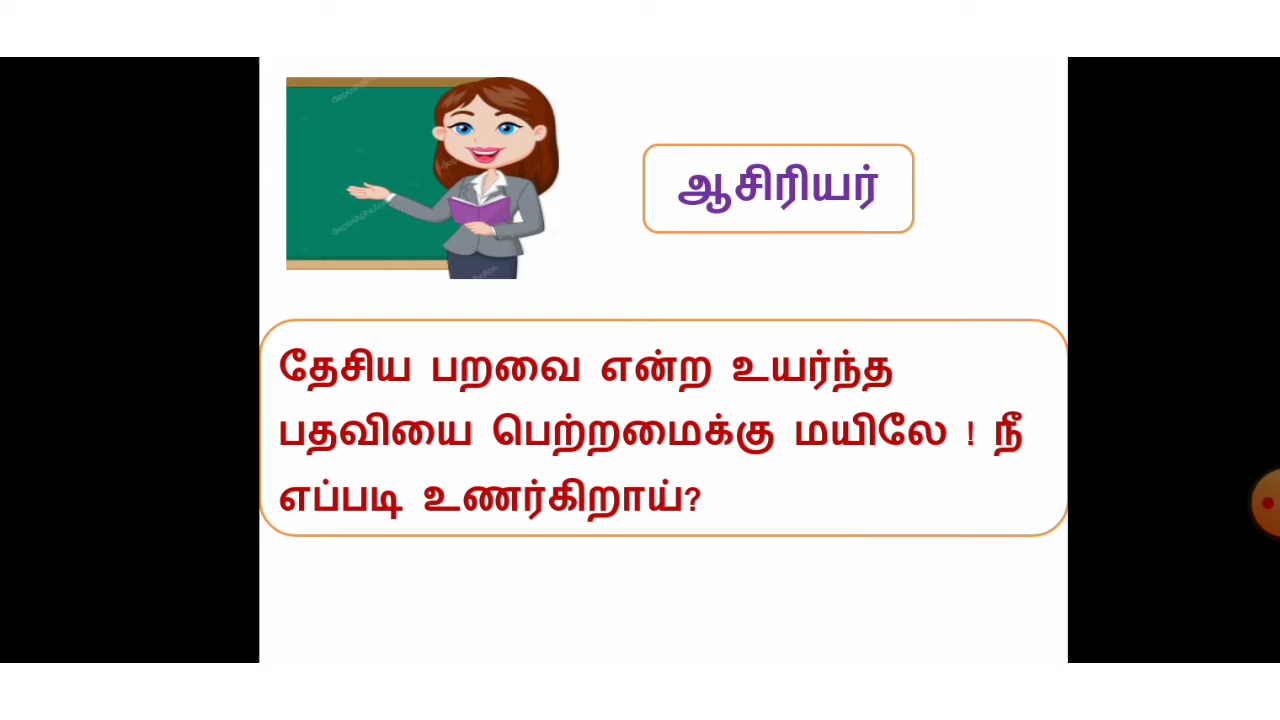 ஆசிரியர்
தேசிய பறவை என்ற உயர்ந்த
பதவியை பெற்றமைக்கு மயிலே ! நீ
எப்படி உணர்கிறாய்?